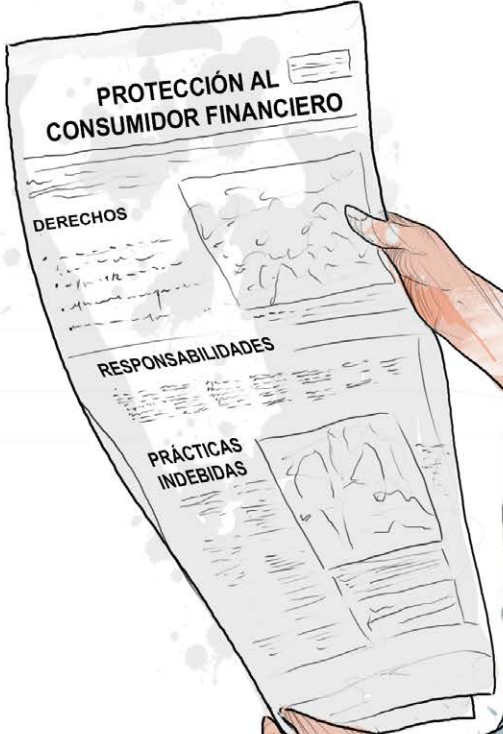 PROTECCIÓN AL
CONSUMIDOR FINANCIERO
DERECHOS
RESPONSABILIDADES
PRÁCTICAS
INDEBIDAS